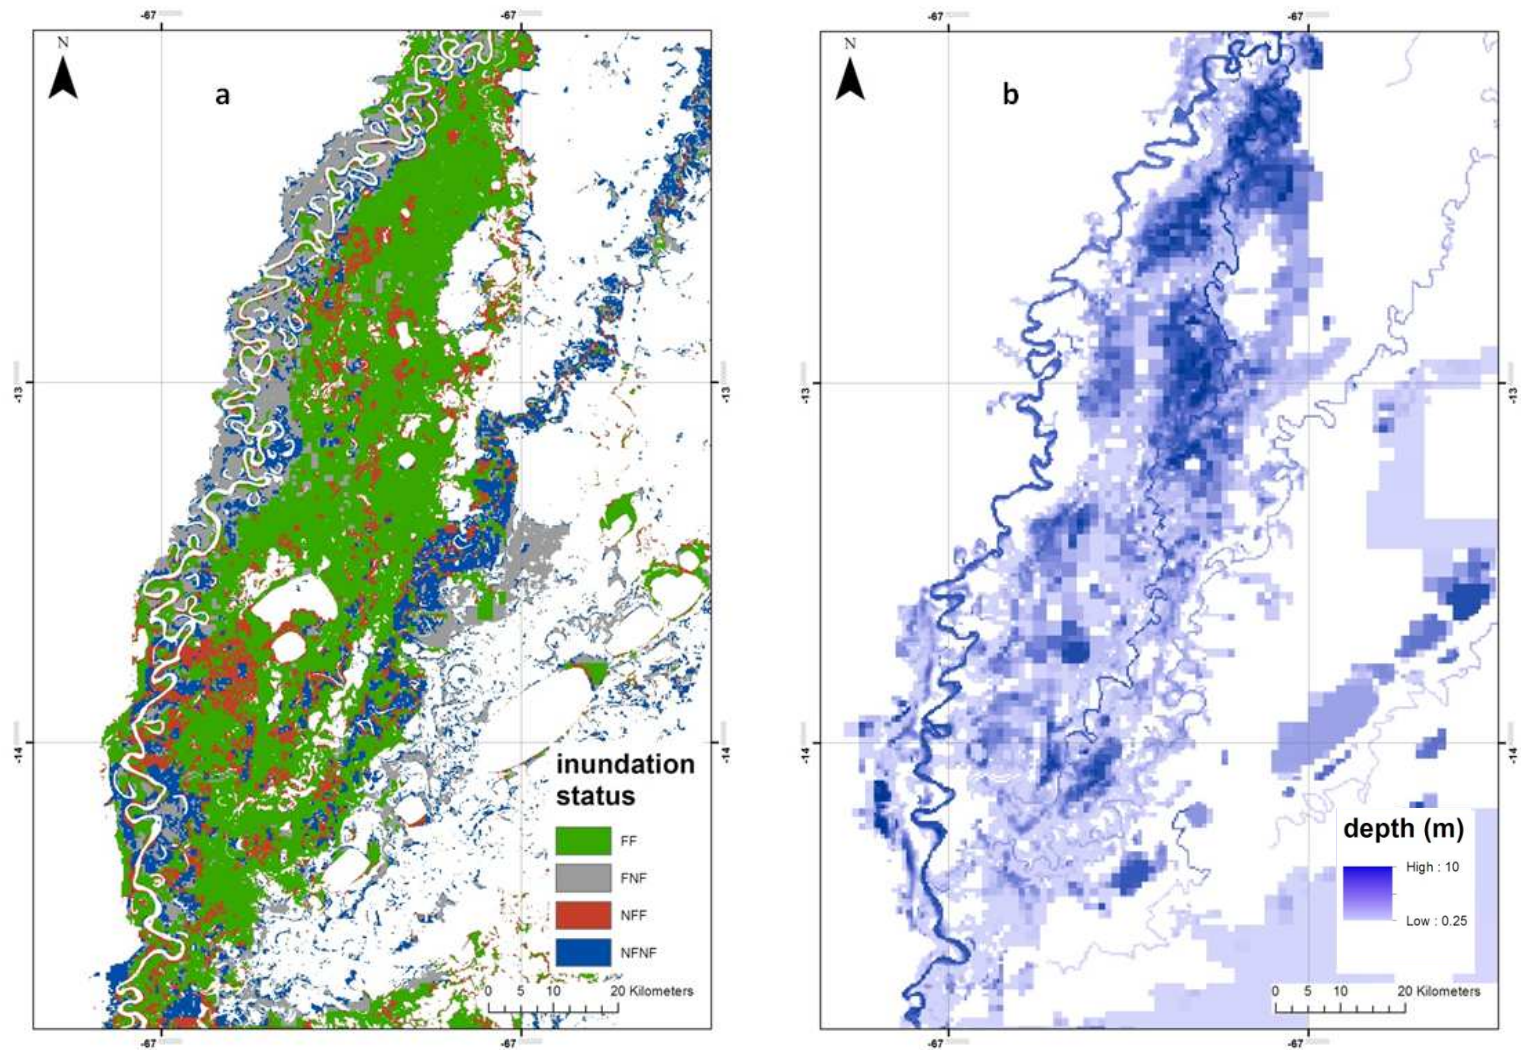 -67
-67
-67
-67
N
a
N
b
-13
-13
-13
-13
-14
-14
-14
-14
inundation
status
FF
FNF
NFF
NFNF
0 5 10 20 Kilometers
depth (m)
High : 10
Low : 0.25
0 5 10 20 Kilometers
-67
-67
-67
-67